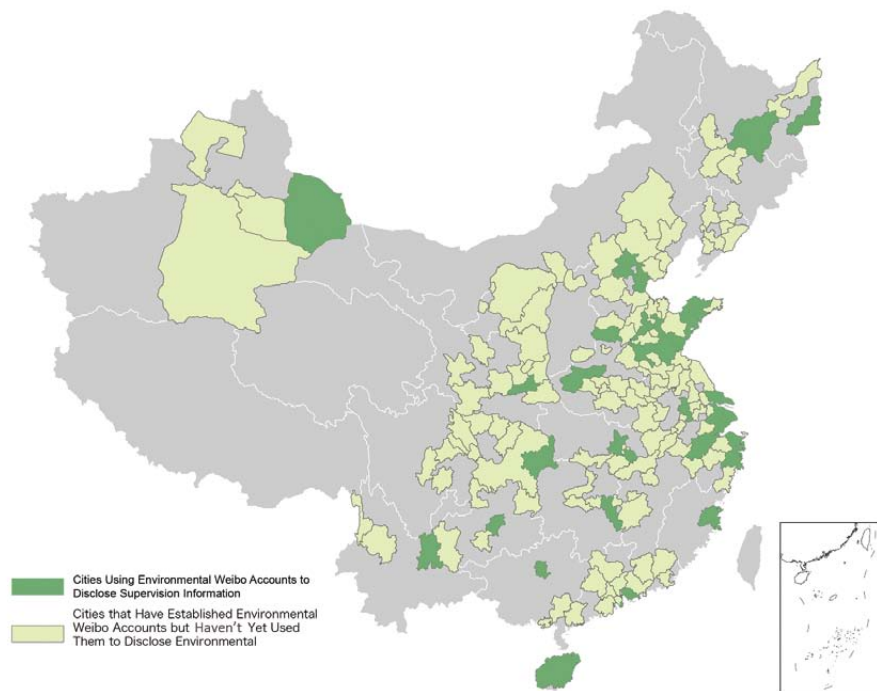 Cities Using Environmental Weibo Accounts to
Disclose Supervision Information
Cities that Have Established Environmental
Weibo Accounts but Haven't Yet Used
Them to Disclose Environmental